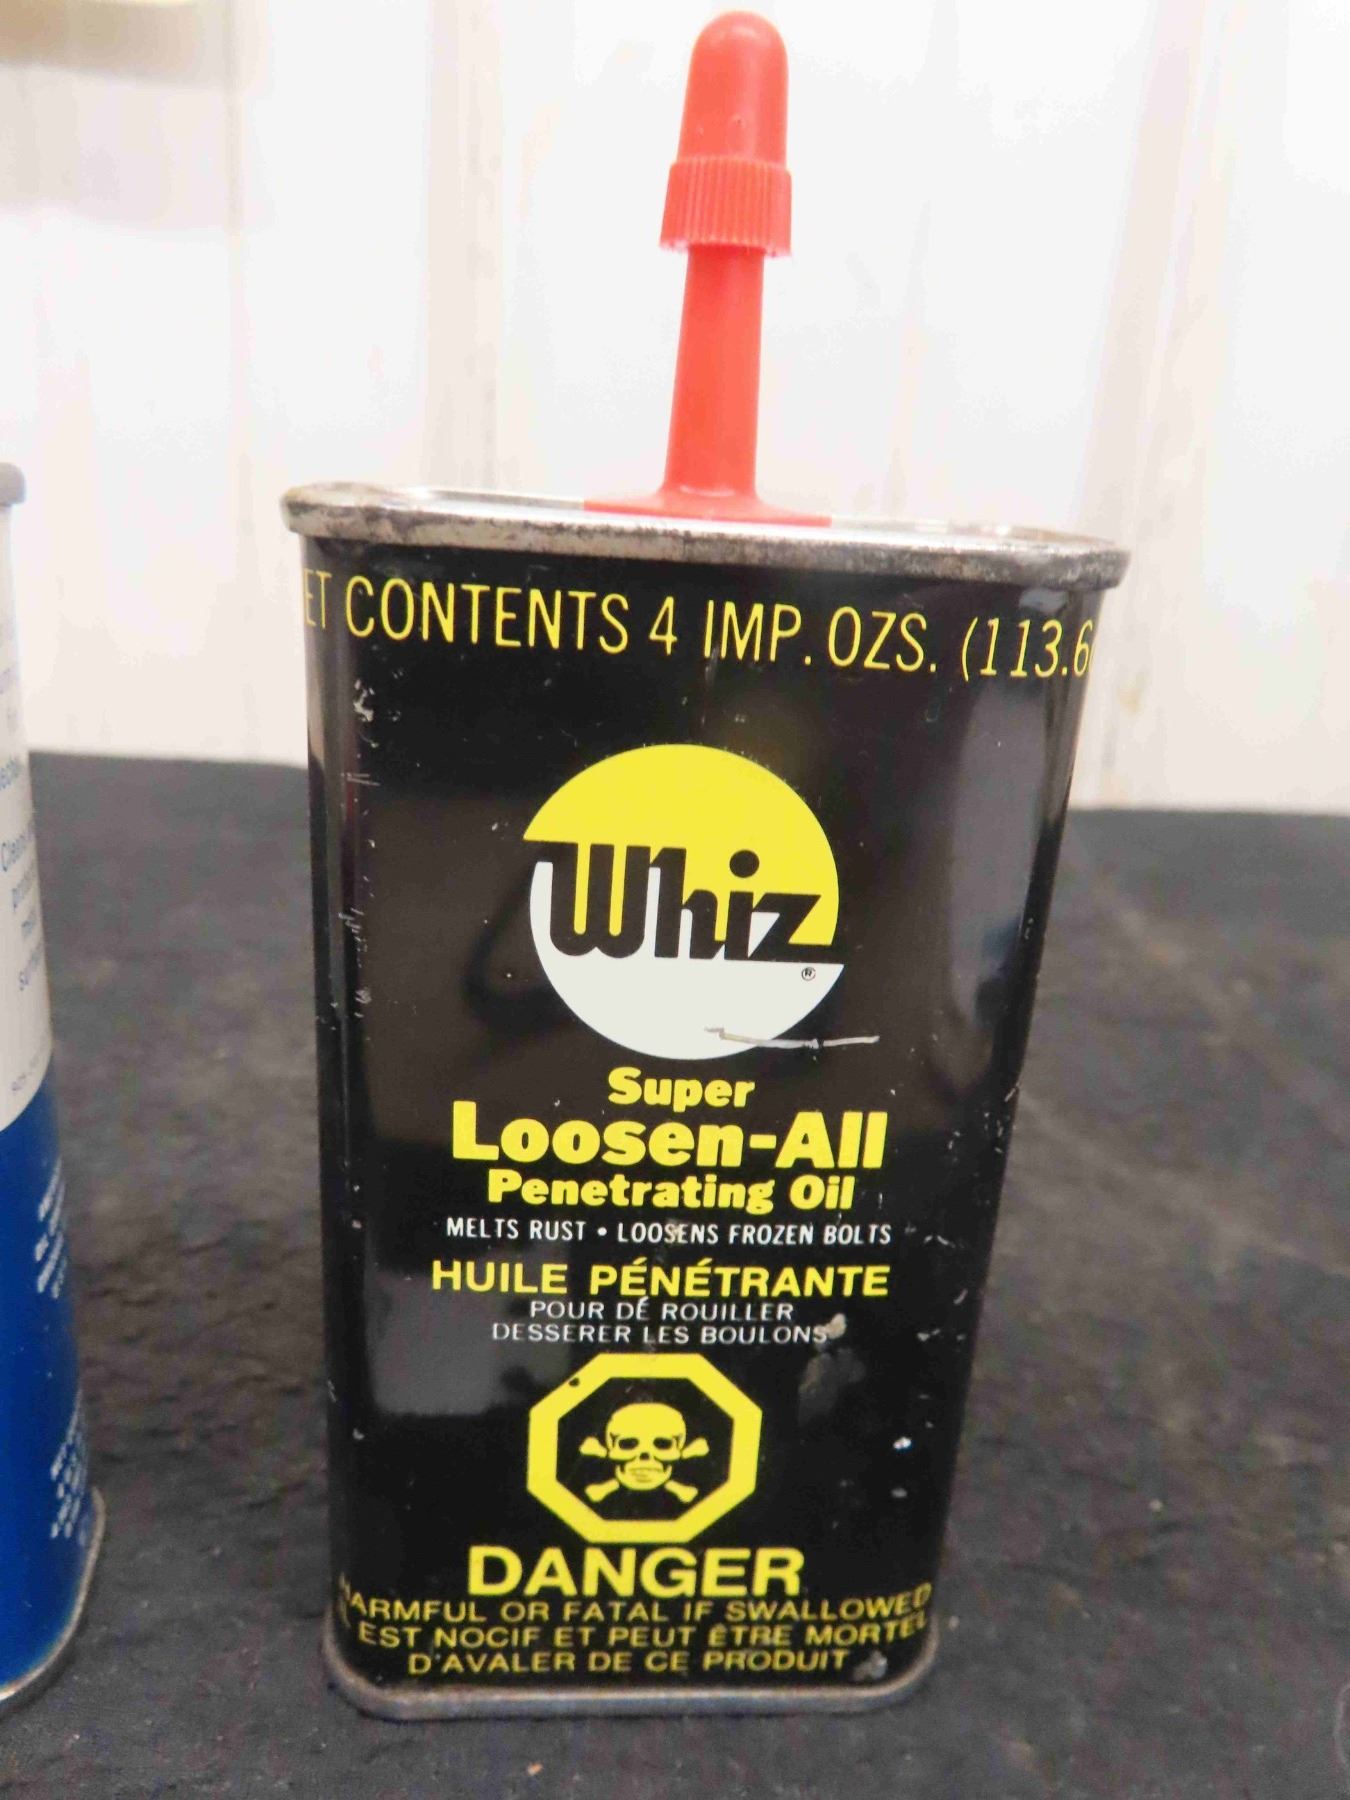 CONTENTS 4 IMP. OZS. (113.6
Whiz
®
Super
Loosen-All
Penetrating Oil
MELTS RUST • LOOSENS FROZEN BOLTS
HUILE PÉNÉTRANTE
POUR DÉ ROUILLER
DESSERER LES BOULONS
DANGER
HARMFUL OR FATAL IF SWALLOWED
EST NOCIF ET PEUT ÊTRE MORTEL
D'AVALER DE CE PRODUIT